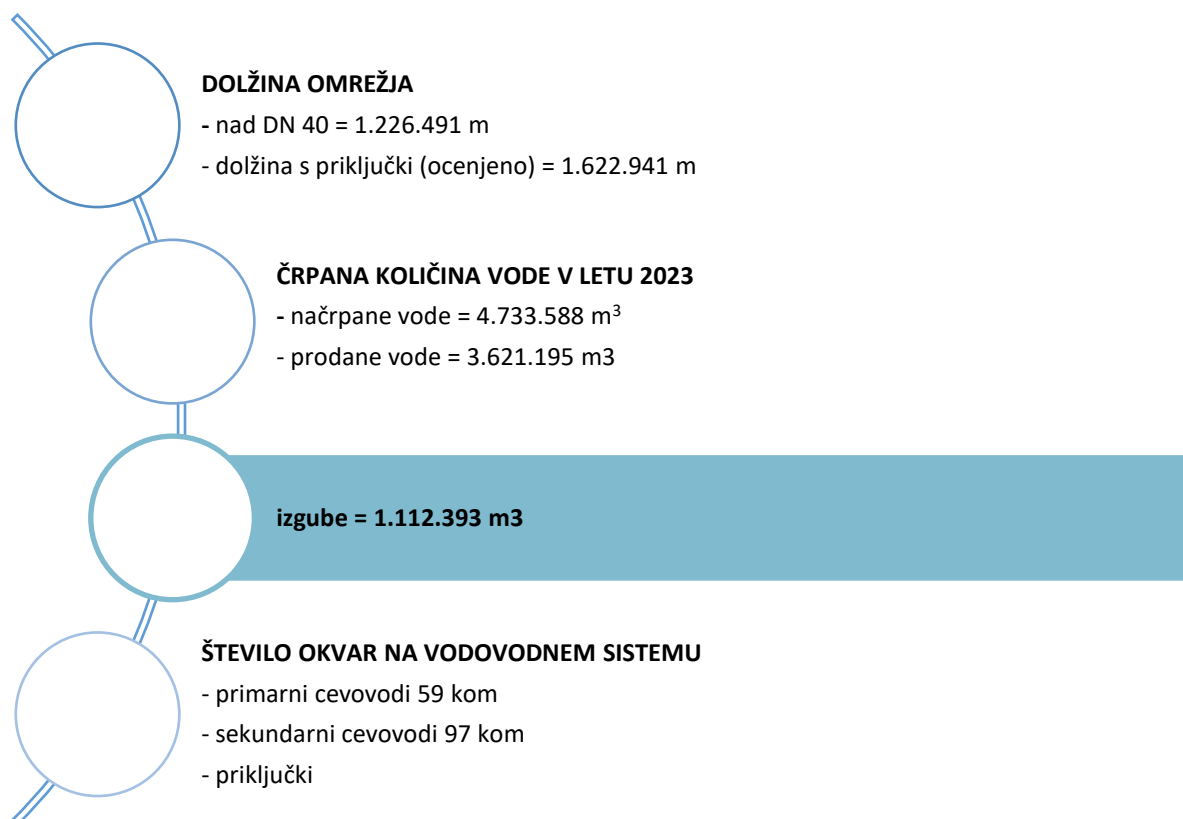 DOLŽINA OMREŽJA
- nad DN 40 = 1.226.491 m
- dolžina s priključki (ocenjeno) = 1.622.941 m
ČRPANA KOLIČINA VODE V LETU 2023
- načrpane vode = 4.733.588 m³
- prodane vode = 3.621.195 m3
izgube = 1.112.393 m3
ŠTEVILO OKVAR NA VODOVODNEM SISTEMU
- primarni cevovodi 59 kom
- sekundarni cevovodi 97 kom
- priključki